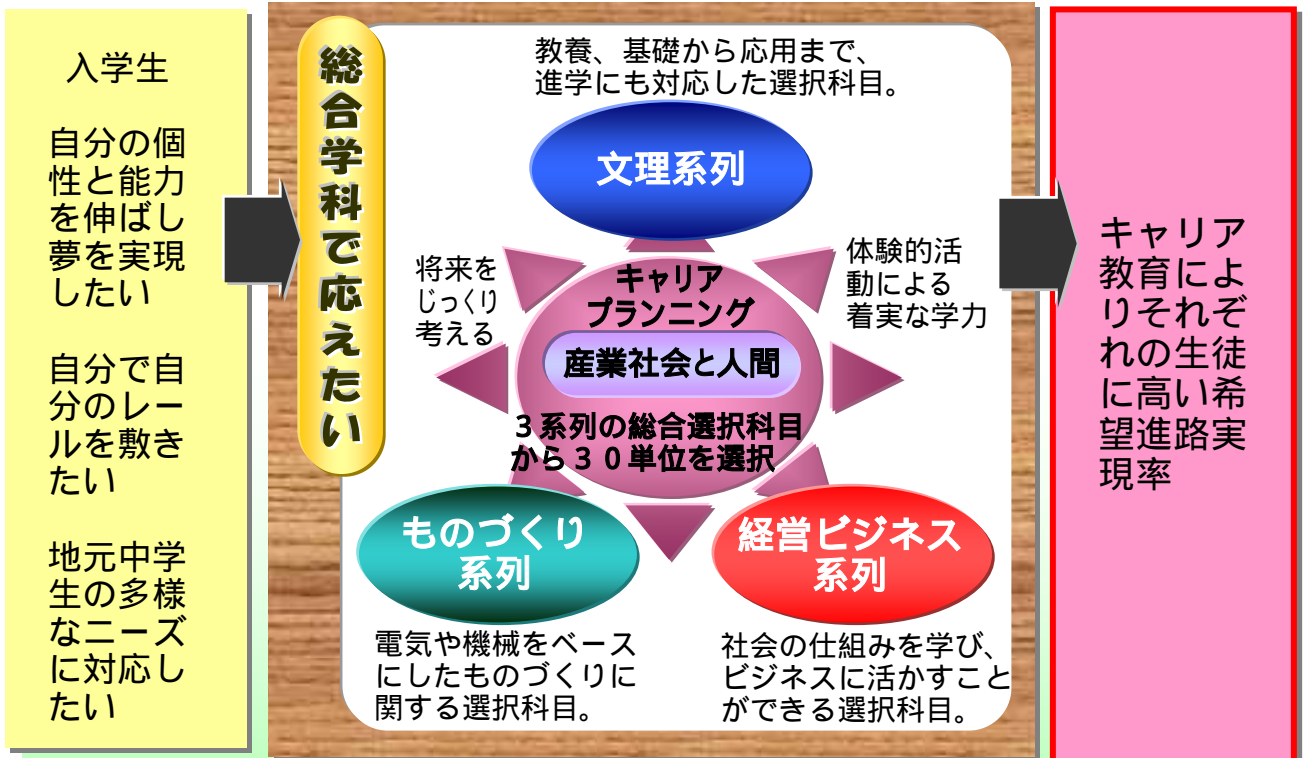 入学生
自分の個
性と能力
を伸ばし
夢を実現
したい
自分で自
分のレー
ルを敷き
たい
地元中学
生の多様
なニーズ
に対応し
たい
総合学科で応えたい
教養、基礎から応用まで、
進学にも対応した選択科目。
文理系列
将来を
じっくり
考える
体験的活
動による
着実な学力
キャリア
プランニング
産業社会と人間
３系列の総合選択科目
から３０単位を選択
ものづくり
系列
電気や機械をベース
にしたものづくりに
関する選択科目。
経営ビジネス
系列
社会の仕組みを学び、
ビジネスに活かすこと
ができる選択科目。
キャリア
教育によ
りそれぞ
れの生徒
に高い希
望進路実
現率